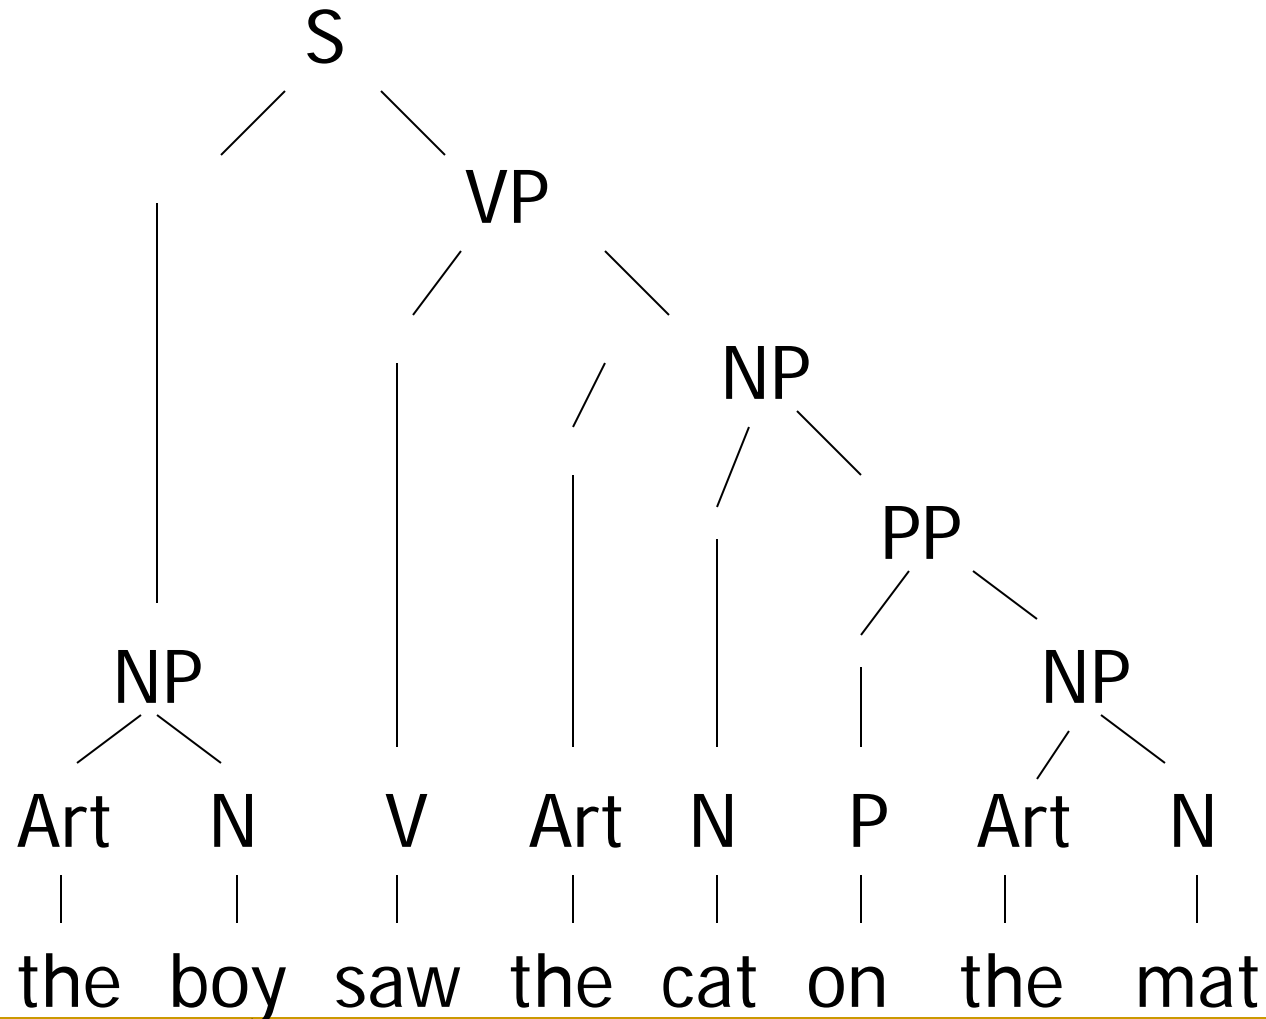 S
VP
NP
PP
NP NP
Art N V Art N P Art N
the boy saw the cat on the mat